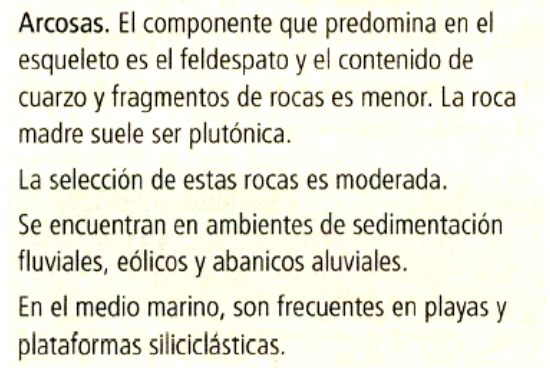 Arcosas. El componente que predomina en el
esqueleto es el feldespato y el contenido de
cuarzo y fragmentos de rocas es menor. La roca
madre suele ser plutónica.
La selección de estas rocas es moderada.
Se encuentran en ambientes de sedimentación
fluviales, eólicos y abanicos aluviales.
En el medio marino, son frecuentes en playas y
plataformas siliciclásticas.